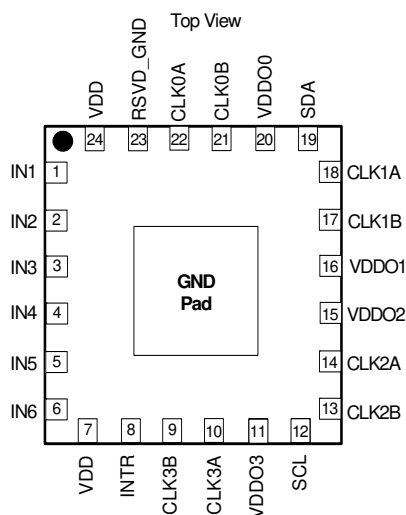 Top View
VDD
RSVD_GND
CLK0A
CLK0B
VDDO0
SDA
24
23
22
21
20
19
IN1
1
18
CLK1A
IN2
2
17
CLK1B
IN3
3
16
VDDO1
GND
Pad
IN4
4
15
VDDO2
IN5
5
14
CLK2A
IN6
6
13
CLK2B
7
8
9
10
11
12
VDD
INTR
CLK3B
CLK3A
VDDO3
SCL